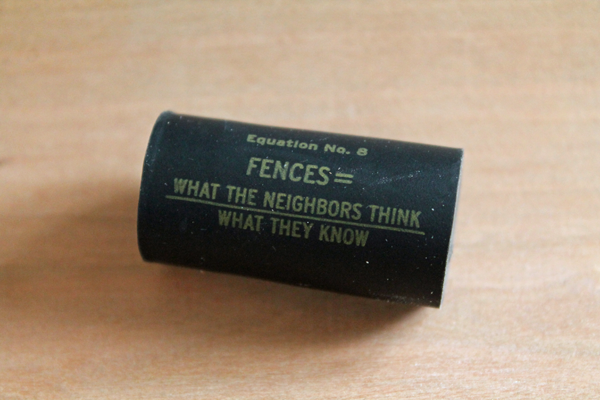 Equation No. 8
FENCES=
WHAT THE NEIGHBORS THINK
WHAT THEY KNOW